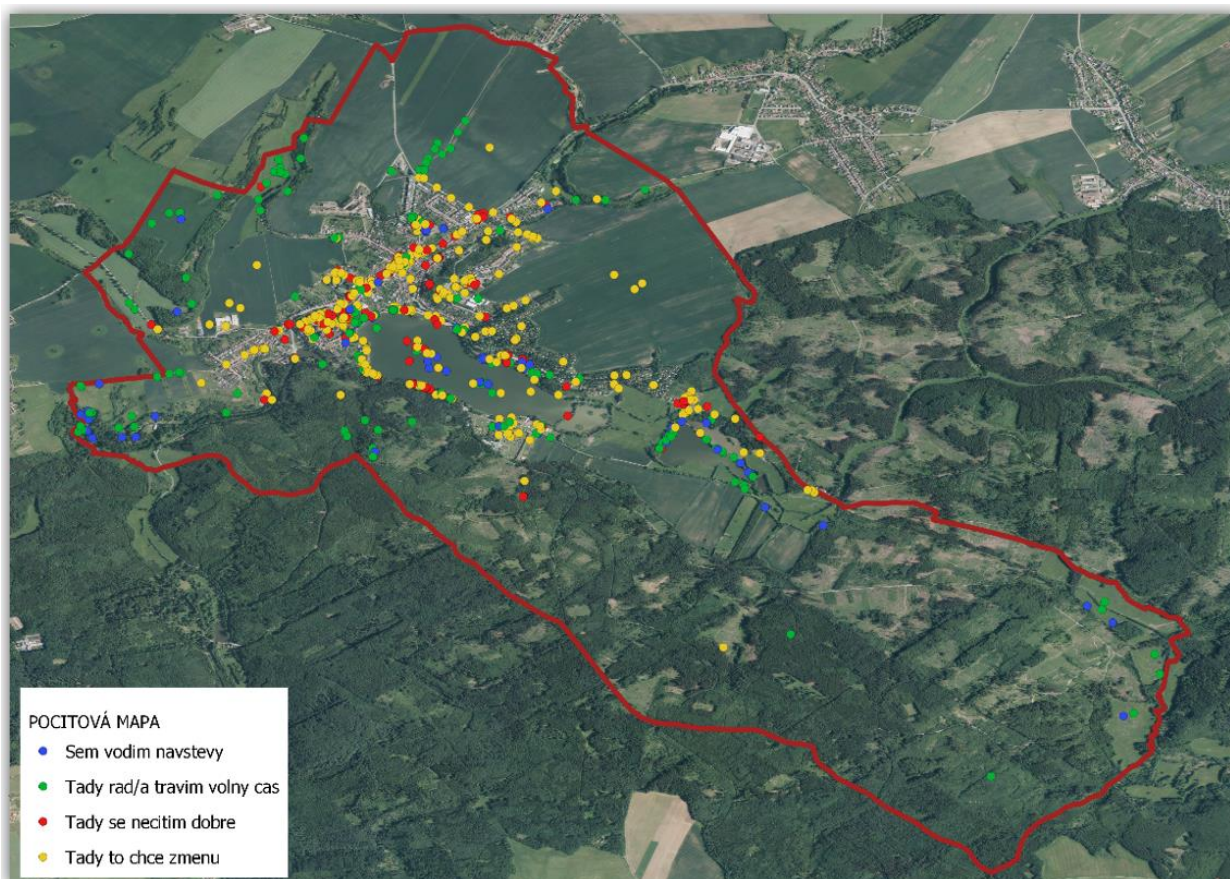 POCITOVÁ MAPA
Sem vodim navstevy
Tady rad/a travim volny cas
Tady se necitim dobre
Tady to chce zmenu